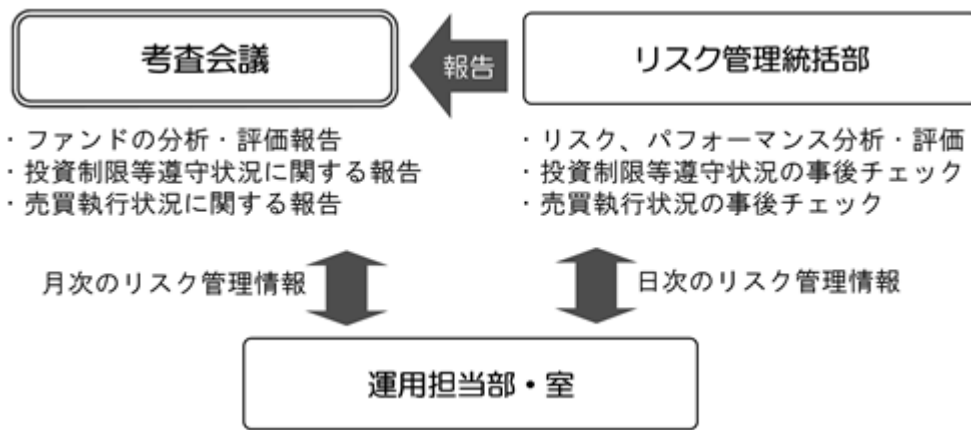 考査会議
報告
リスク管理統括部
・ファンドの分析・評価報告
・投資制限等遵守状況に関する報告
・売買執行状況に関する報告
・リスク、パフォーマンス分析・評価
・投資制限等遵守状況の事後チェック
・売買執行状況の事後チェック
月次のリスク管理情報
日次のリスク管理情報
運用担当部・室